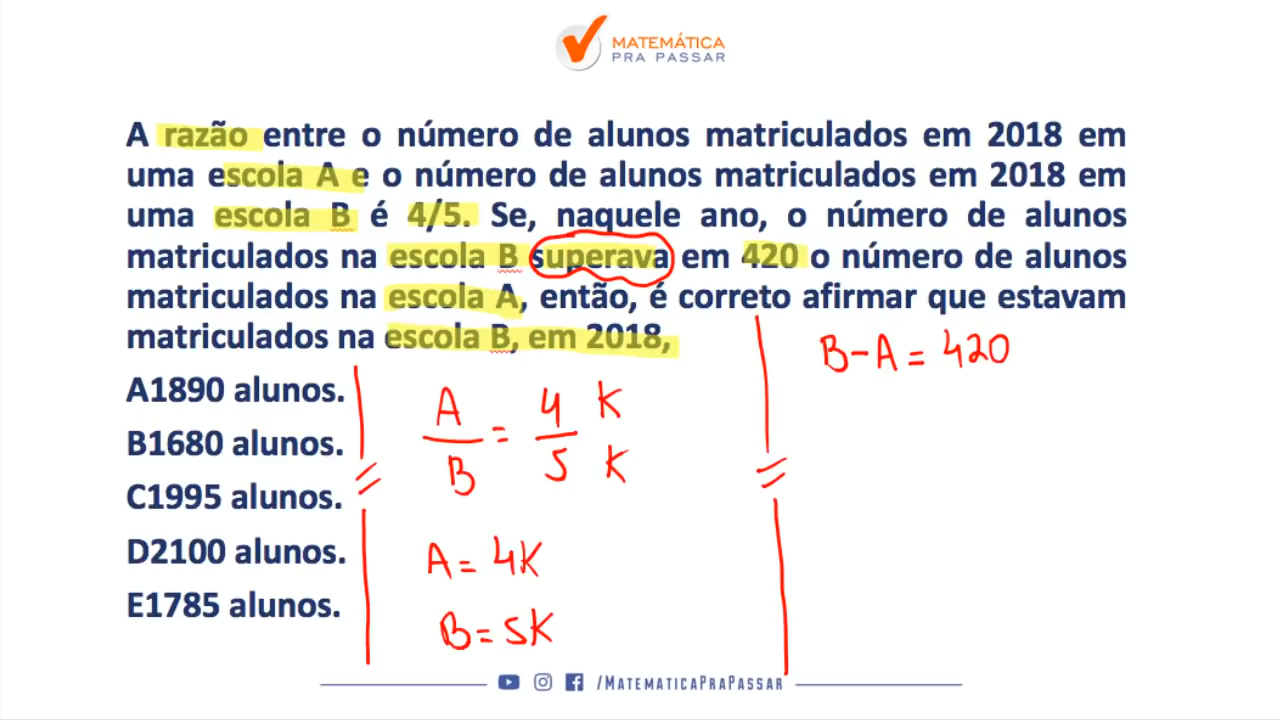 MATEMÁTICA
PRA PASSAR
A razão entre o número de alunos matriculados em 2018 em
uma escola A e o número de alunos matriculados em 2018 em
uma escola B é 4/5. Se, naquele ano, o número de alunos
matriculados na escola B superava em 420 o número de alunos
matriculados na escola A, então, é correto afirmar que estavam
matriculados na escola B, em 2018,
A1890 alunos.
B1680 alunos.
C1995 alunos.
D2100 alunos.
E1785 alunos.
A/B = 4/5 K/K
A = 4K
B = 5K
B - A = 420
/MATEMATICAPRAPASSAR